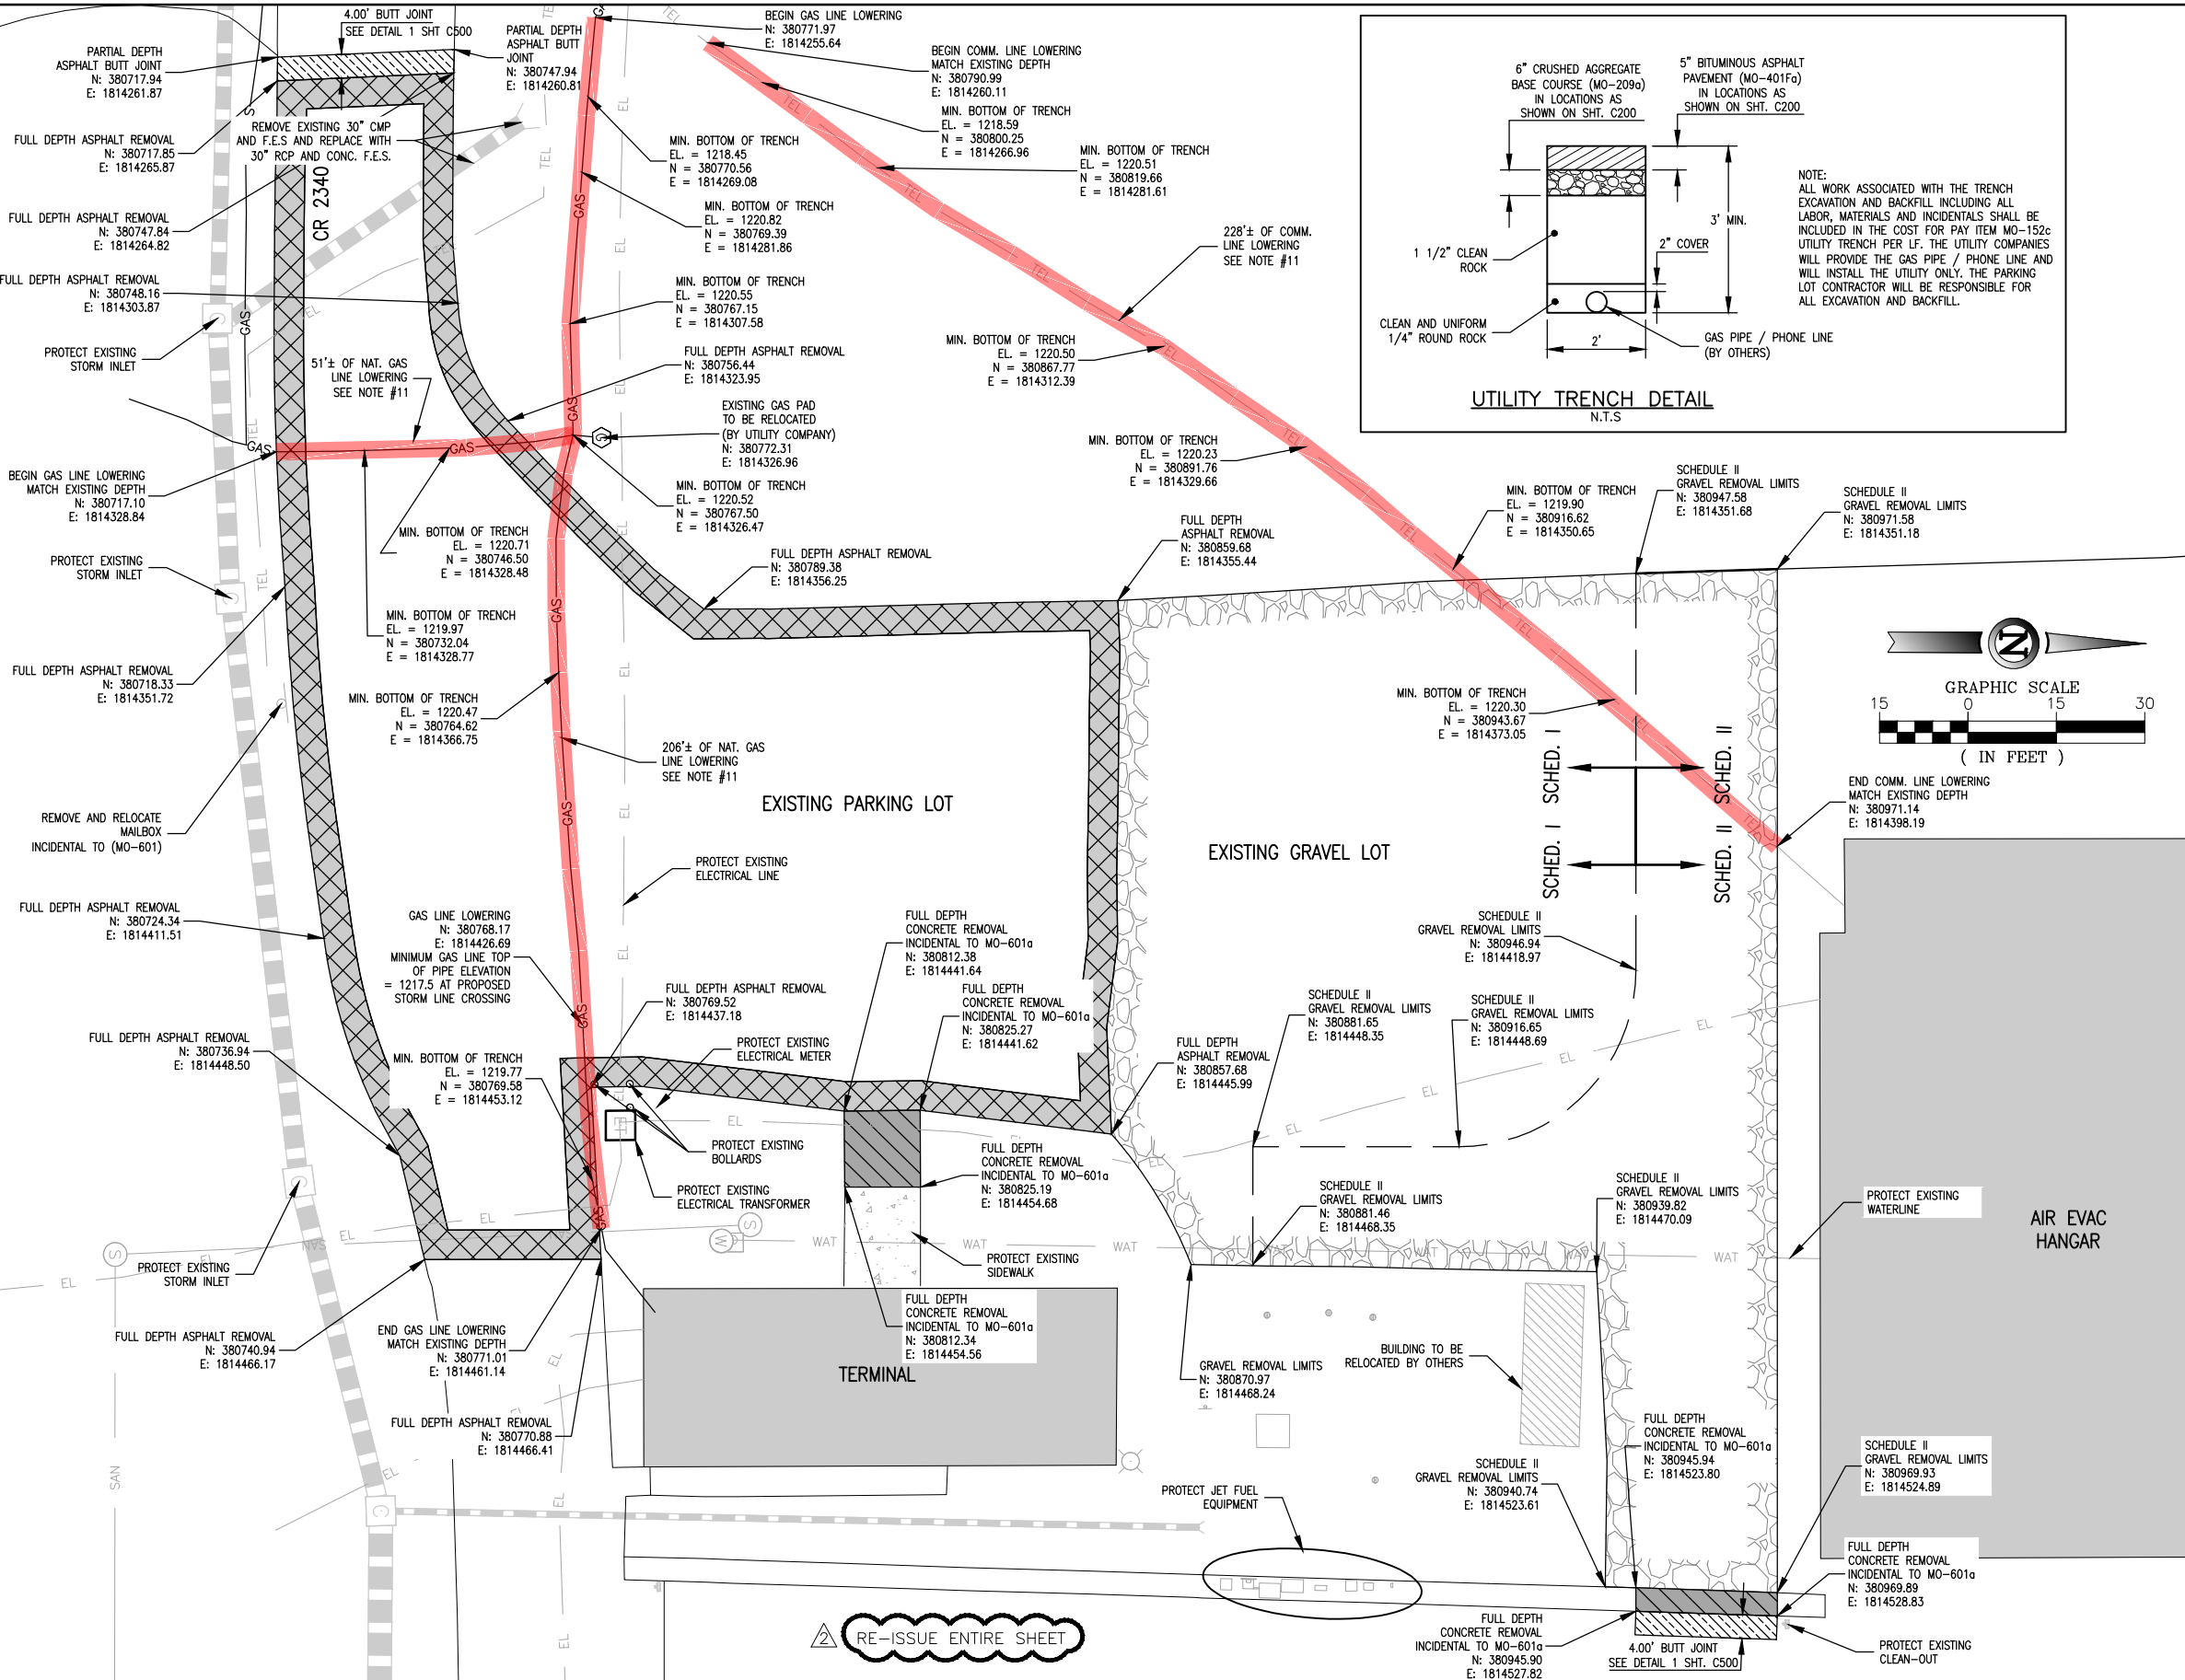 4.00' BUTT JOINT
SEE DETAIL 1 SHT C500
PARTIAL DEPTH
ASPHALT BUTT JOINT
N: 380717.94
E: 1814261.87
PARTIAL DEPTH
ASPHALT BUTT
JOINT
N: 380747.94
E: 1814260.81
BEGIN GAS LINE LOWERING
N: 380771.97
E: 1814255.64
BEGIN COMM. LINE LOWERING
MATCH EXISTING DEPTH
N: 380790.99
E: 1814260.11
MIN. BOTTOM OF TRENCH
EL. = 1218.59
N = 380800.25
E = 1814266.96
MIN. BOTTOM OF TRENCH
EL. = 1220.51
N = 380819.66
E = 1814281.61
6" CRUSHED AGGREGATE
BASE COURSE (MO-209a)
IN LOCATIONS AS
SHOWN ON SHT. C200
5" BITUMINOUS ASPHALT
PAVEMENT (MO-401Fa)
IN LOCATIONS AS
SHOWN ON SHT. C200
3' MIN.
2" COVER
1 1/2" CLEAN
ROCK
CLEAN AND UNIFORM
1/4" ROUND ROCK
2'
GAS PIPE / PHONE LINE
(BY OTHERS)
NOTE:
ALL WORK ASSOCIATED WITH THE TRENCH
EXCAVATION AND BACKFILL INCLUDING ALL
LABOR, MATERIALS AND INCIDENTALS SHALL BE
INCLUDED IN THE COST FOR PAY ITEM MO-152c
UTILITY TRENCH PER LF. THE UTILITY COMPANIES
WILL PROVIDE THE GAS PIPE / PHONE LINE AND
WILL INSTALL THE UTILITY ONLY. THE PARKING
LOT CONTRACTOR WILL BE RESPONSIBLE FOR
ALL EXCAVATION AND BACKFILL.
UTILITY TRENCH DETAIL
N.T.S
FULL DEPTH ASPHALT REMOVAL
N: 380717.85
E: 1814265.87
REMOVE EXISTING 30" CMP
AND F.E.S AND REPLACE WITH
30" RCP AND CONC. F.E.S.
CR 2340
MIN. BOTTOM OF TRENCH
EL. = 1218.45
N = 380770.56
E = 1814269.08
MIN. BOTTOM OF TRENCH
EL. = 1220.82
N = 380769.39
E = 1814281.86
FULL DEPTH ASPHALT REMOVAL
N: 380747.84
E: 1814264.82
228'± OF COMM.
LINE LOWERING
SEE NOTE #11
FULL DEPTH ASPHALT REMOVAL
N: 380748.16
E: 1814303.87
MIN. BOTTOM OF TRENCH
EL. = 1220.55
N = 380767.15
E = 1814307.58
PROTECT EXISTING
STORM INLET
51'± OF NAT. GAS
LINE LOWERING
SEE NOTE #11
FULL DEPTH ASPHALT REMOVAL
N: 380756.44
E: 1814323.95
MIN. BOTTOM OF TRENCH
EL. = 1220.50
N = 380867.77
E = 1814312.39
EXISTING GAS PAD
TO BE RELOCATED
(BY UTILITY COMPANY)
N: 380772.31
E: 1814326.96
MIN. BOTTOM OF TRENCH
EL. = 1220.23
N = 380891.76
E = 1814329.66
BEGIN GAS LINE LOWERING
MATCH EXISTING DEPTH
N: 380717.10
E: 1814328.84
MIN. BOTTOM OF TRENCH
EL. = 1220.52
N = 380767.50
E = 1814326.47
MIN. BOTTOM OF TRENCH
EL. = 1219.90
N = 380916.62
E = 1814350.65
SCHEDULE II
GRAVEL REMOVAL LIMITS
N: 380947.58
E: 1814351.68
SCHEDULE II
GRAVEL REMOVAL LIMITS
N: 380971.58
E: 1814351.18
PROTECT EXISTING
STORM INLET
MIN. BOTTOM OF TRENCH
EL. = 1220.71
N = 380746.50
E = 1814328.48
FULL DEPTH ASPHALT REMOVAL
N: 380789.38
E: 1814356.25
FULL DEPTH
ASPHALT REMOVAL
N: 380859.68
E: 1814355.44
MIN. BOTTOM OF TRENCH
EL. = 1219.97
N = 380732.04
E = 1814328.77
FULL DEPTH ASPHALT REMOVAL
N: 380718.33
E: 1814351.72
MIN. BOTTOM OF TRENCH
EL. = 1220.47
N = 380764.62
E = 1814366.75
MIN. BOTTOM OF TRENCH
EL. = 1220.30
N = 380943.67
E = 1814373.05
N
GRAPHIC SCALE
15 0 15 30
( IN FEET )
206'± OF NAT. GAS
LINE LOWERING
SEE NOTE #11
EXISTING PARKING LOT
EXISTING GRAVEL LOT
SCHED. I
SCHED. II
SCHED. I
SCHED. II
END COMM. LINE LOWERING
MATCH EXISTING DEPTH
N: 380971.14
E: 1814398.19
REMOVE AND RELOCATE
MAILBOX
INCIDENTAL TO (MO-601)
PROTECT EXISTING
ELECTRICAL LINE
FULL DEPTH ASPHALT REMOVAL
N: 380724.34
E: 1814411.51
GAS LINE LOWERING
N: 380768.17
E: 1814426.69
MINIMUM GAS LINE TOP
OF PIPE ELEVATION
= 1217.5 AT PROPOSED
STORM LINE CROSSING
FULL DEPTH
CONCRETE REMOVAL
INCIDENTAL TO MO-601a
N: 380812.38
E: 1814441.64
SCHEDULE II
GRAVEL REMOVAL LIMITS
N: 380946.94
E: 1814418.97
FULL DEPTH ASPHALT REMOVAL
N: 380769.52
E: 1814437.18
FULL DEPTH
CONCRETE REMOVAL
INCIDENTAL TO MO-601a
N: 380825.27
E: 1814441.62
SCHEDULE II
GRAVEL REMOVAL LIMITS
N: 380881.65
E: 1814448.35
SCHEDULE II
GRAVEL REMOVAL LIMITS
N: 380916.65
E: 1814448.69
FULL DEPTH ASPHALT REMOVAL
N: 380736.94
E: 1814448.50
MIN. BOTTOM OF TRENCH
EL. = 1219.77
N = 380769.58
E = 1814453.12
PROTECT EXISTING
ELECTRICAL METER
FULL DEPTH
ASPHALT REMOVAL
N: 380857.68
E: 1814445.99
PROTECT EXISTING
BOLLARDS
PROTECT EXISTING
ELECTRICAL TRANSFORMER
FULL DEPTH
CONCRETE REMOVAL
INCIDENTAL TO MO-601a
N: 380825.19
E: 1814454.68
SCHEDULE II
GRAVEL REMOVAL LIMITS
N: 380881.46
E: 1814468.35
SCHEDULE II
GRAVEL REMOVAL LIMITS
N: 380939.82
E: 1814470.09
PROTECT EXISTING
WATERLINE
AIR EVAC
HANGAR
PROTECT EXISTING
STORM INLET
PROTECT EXISTING
SIDEWALK
FULL DEPTH ASPHALT REMOVAL
N: 380740.94
E: 1814466.17
END GAS LINE LOWERING
MATCH EXISTING DEPTH
N: 380771.01
E: 1814461.14
FULL DEPTH
CONCRETE REMOVAL
INCIDENTAL TO MO-601a
N: 380812.34
E: 1814454.56
TERMINAL
GRAVEL REMOVAL LIMITS
N: 380870.97
E: 1814468.24
BUILDING TO BE
RELOCATED BY OTHERS
FULL DEPTH ASPHALT REMOVAL
N: 380770.88
E: 1814466.41
FULL DEPTH
CONCRETE REMOVAL
INCIDENTAL TO MO-601a
N: 380945.94
E: 1814523.80
SCHEDULE II
GRAVEL REMOVAL LIMITS
N: 380969.93
E: 1814524.89
SCHEDULE II
GRAVEL REMOVAL LIMITS
N: 380940.74
E: 1814523.61
PROTECT JET FUEL
EQUIPMENT
FULL DEPTH
CONCRETE REMOVAL
INCIDENTAL TO MO-601a
N: 380969.89
E: 1814528.83
2
RE-ISSUE ENTIRE SHEET
FULL DEPTH
CONCRETE REMOVAL
INCIDENTAL TO MO-601a
N: 380945.90
E: 1814527.82
4.00' BUTT JOINT
SEE DETAIL 1 SHT. C500
PROTECT EXISTING
CLEAN-OUT
GAS
GAS
GAS
GAS
GAS
GAS
GAS
GAS
GAS
GAS
TEL
TEL
TEL
TEL
TEL
TEL
TEL
TEL
EL
EL
EL
EL
EL
WAT
WAT
WAT
WAT
WAT
SAN
SAN